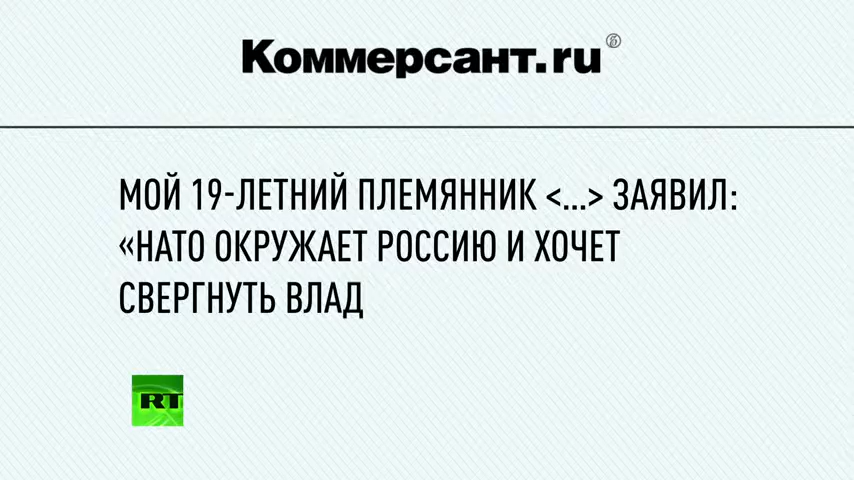 Коммерсантъ.ru
МОЙ 19-ЛЕТНИЙ ПЛЕМЯННИК <...> ЗАЯВИЛ:
«НАТО ОКРУЖАЕТ РОССИЮ И ХОЧЕТ
СВЕРГНУТЬ ВЛАД
RT